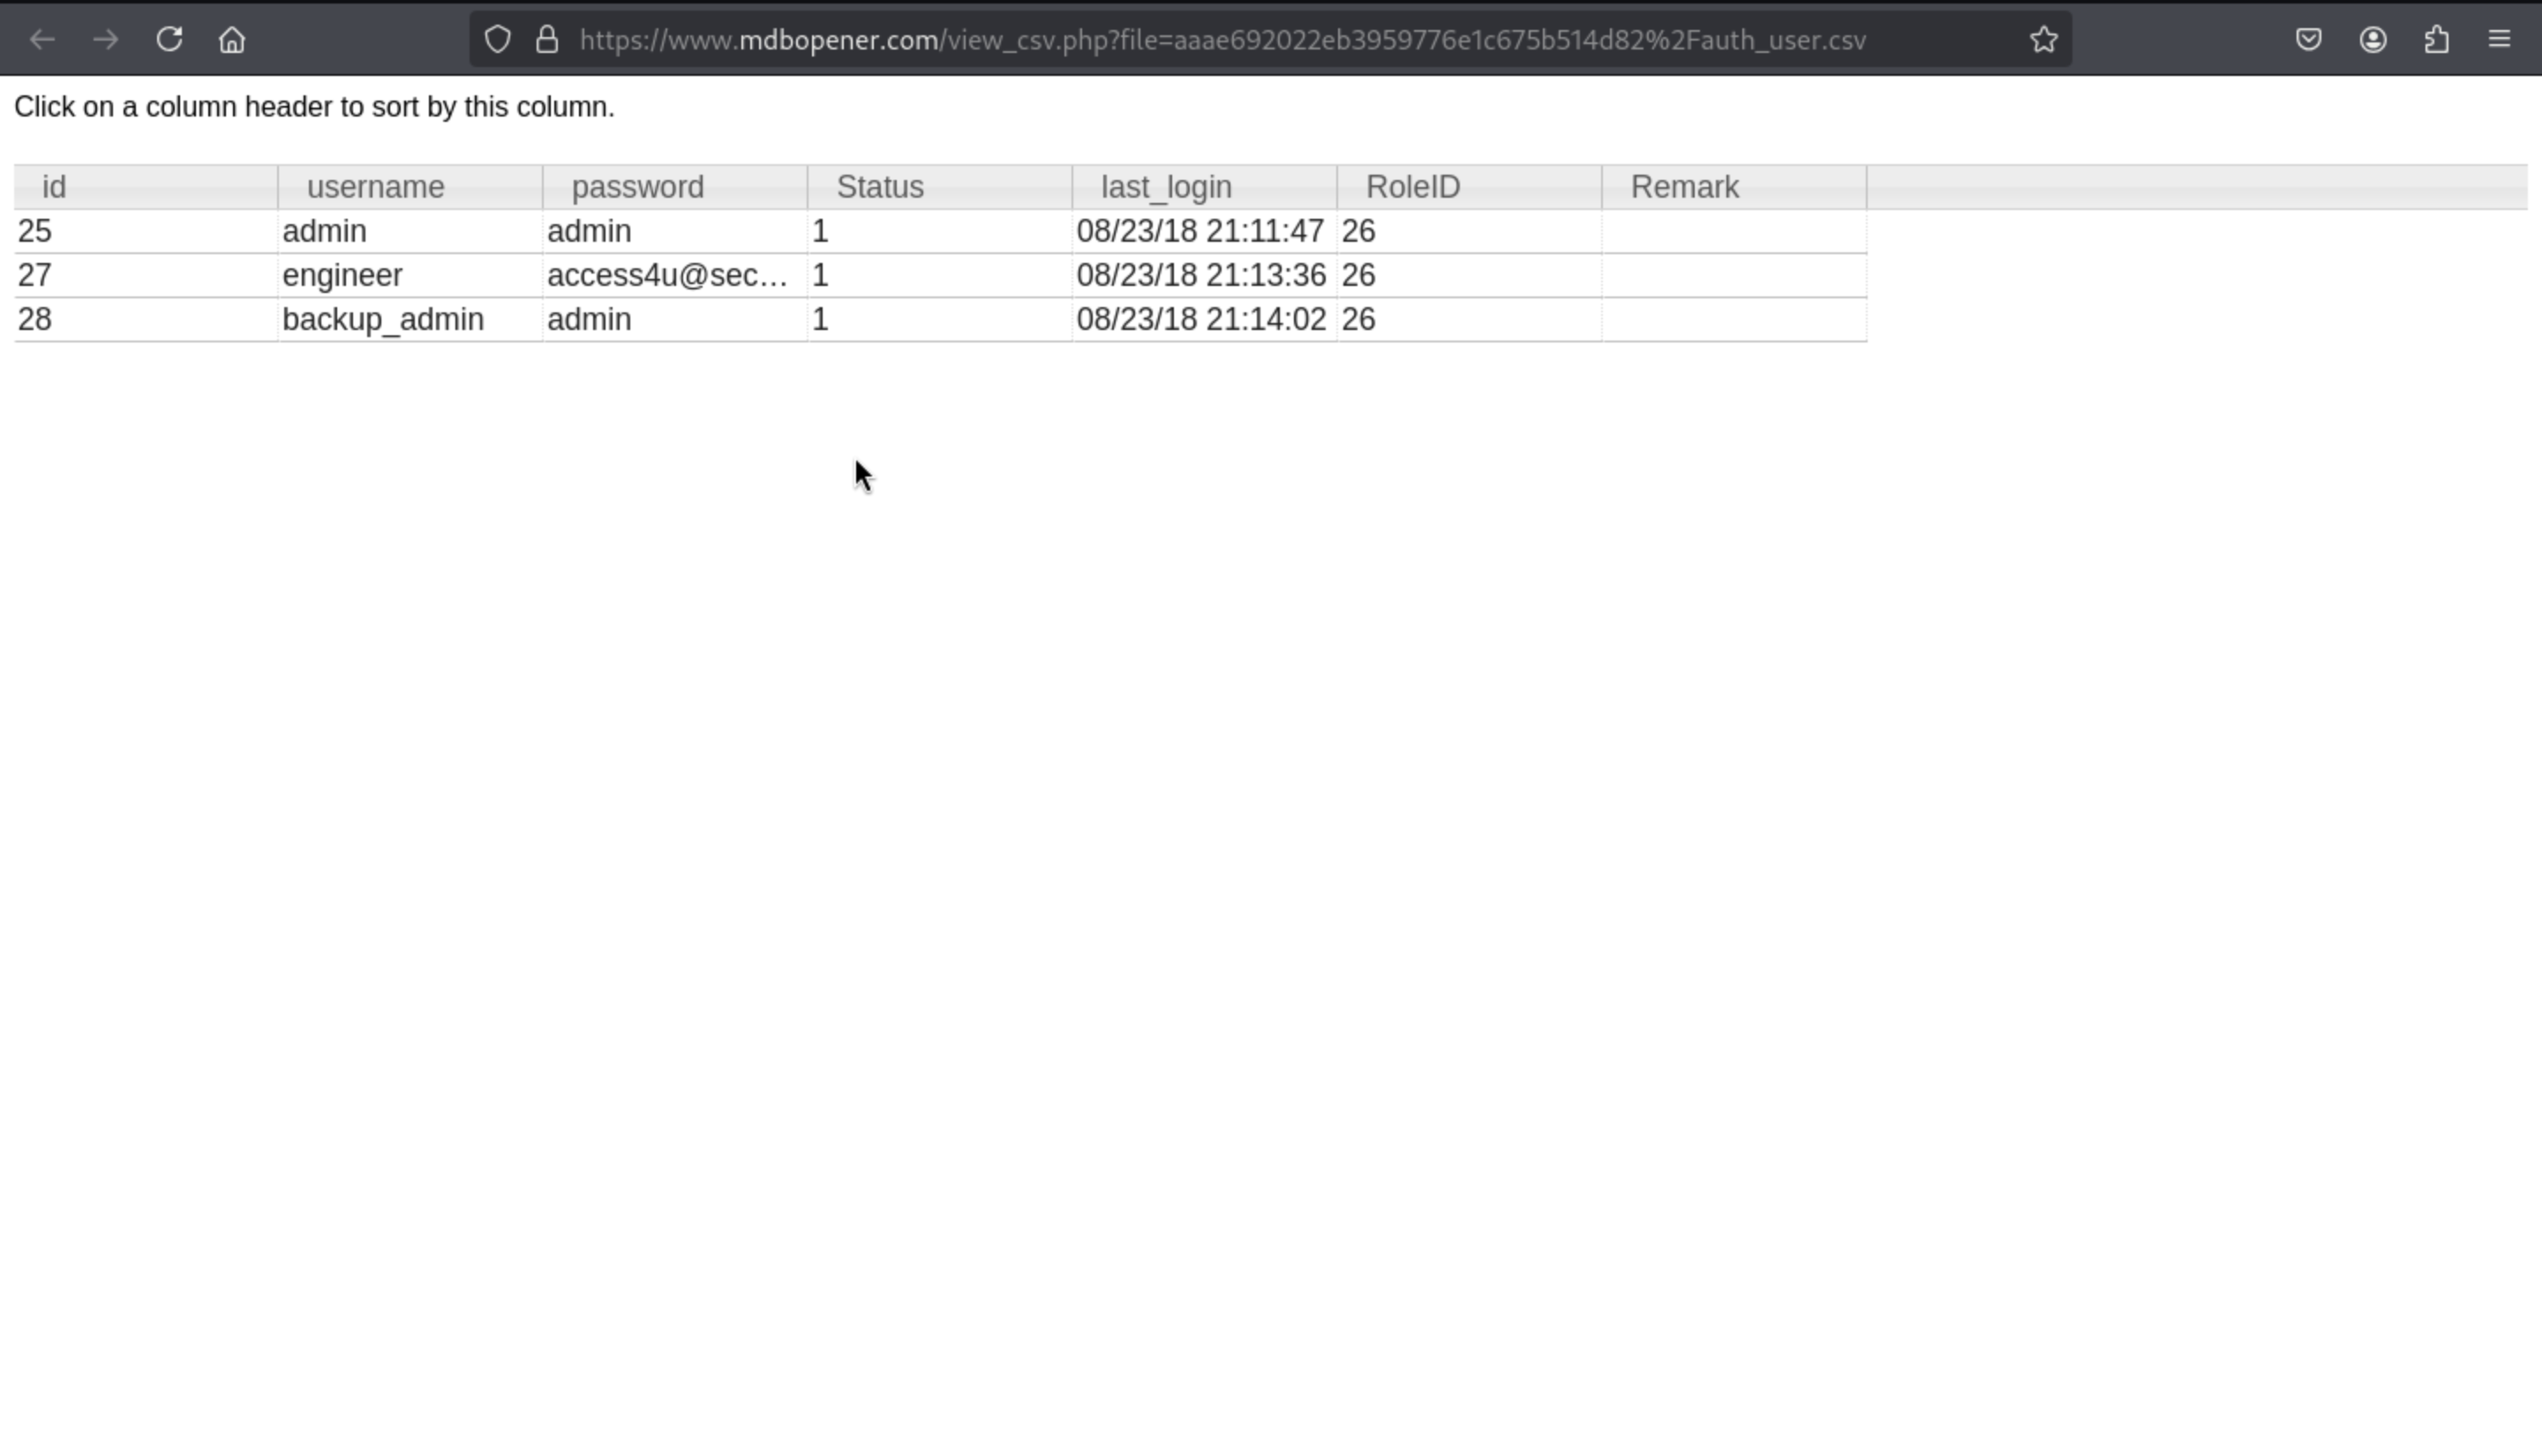 https://www.mdbopener.com/view_csv.php?file=aaae692022eb3959776e1c675b514d82%2Fauth_user.csv
Click on a column header to sort by this column.
id username password Status last_login RoleID Remark
25 admin admin 1 08/23/18 21:11:47 26
27 engineer access4u@sec... 1 08/23/18 21:13:36 26
28 backup_admin admin 1 08/23/18 21:14:02 26